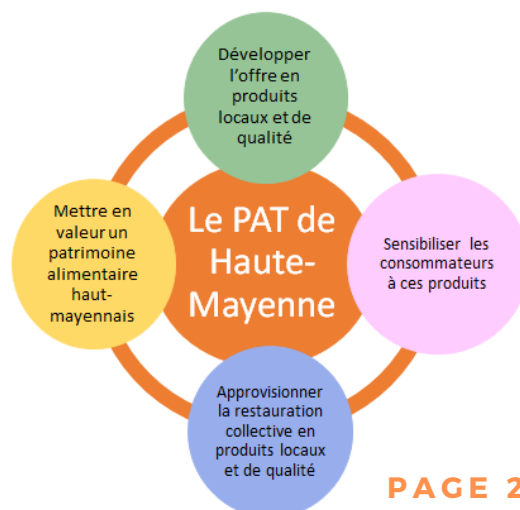 Développer
l'offre en
produits
locaux et de
qualité
Mettre en
valeur un
patrimoine
alimentaire
haut-
mayennais
Le PAT de
Haute-
Mayenne
Sensibiliser les
consommateurs
à ces produits
Approvisionner
la restauration
collective en
produits locaux
et de qualité
PAGE 2